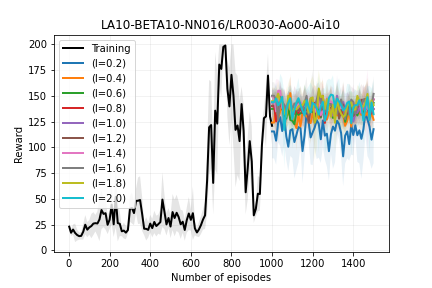 LA10-BETA10-NN016/LR0030-Ao00-Ai10
200
175
150
125
100
75
50
25
0
Reward
Training
(l=0.2)
(l=0.4)
(l=0.6)
(l=0.8)
(l=1.0)
(l=1.2)
(l=1.4)
(l=1.6)
(l=1.8)
(l=2.0)
0 200 400 600 800 1000 1200 1400
Number of episodes